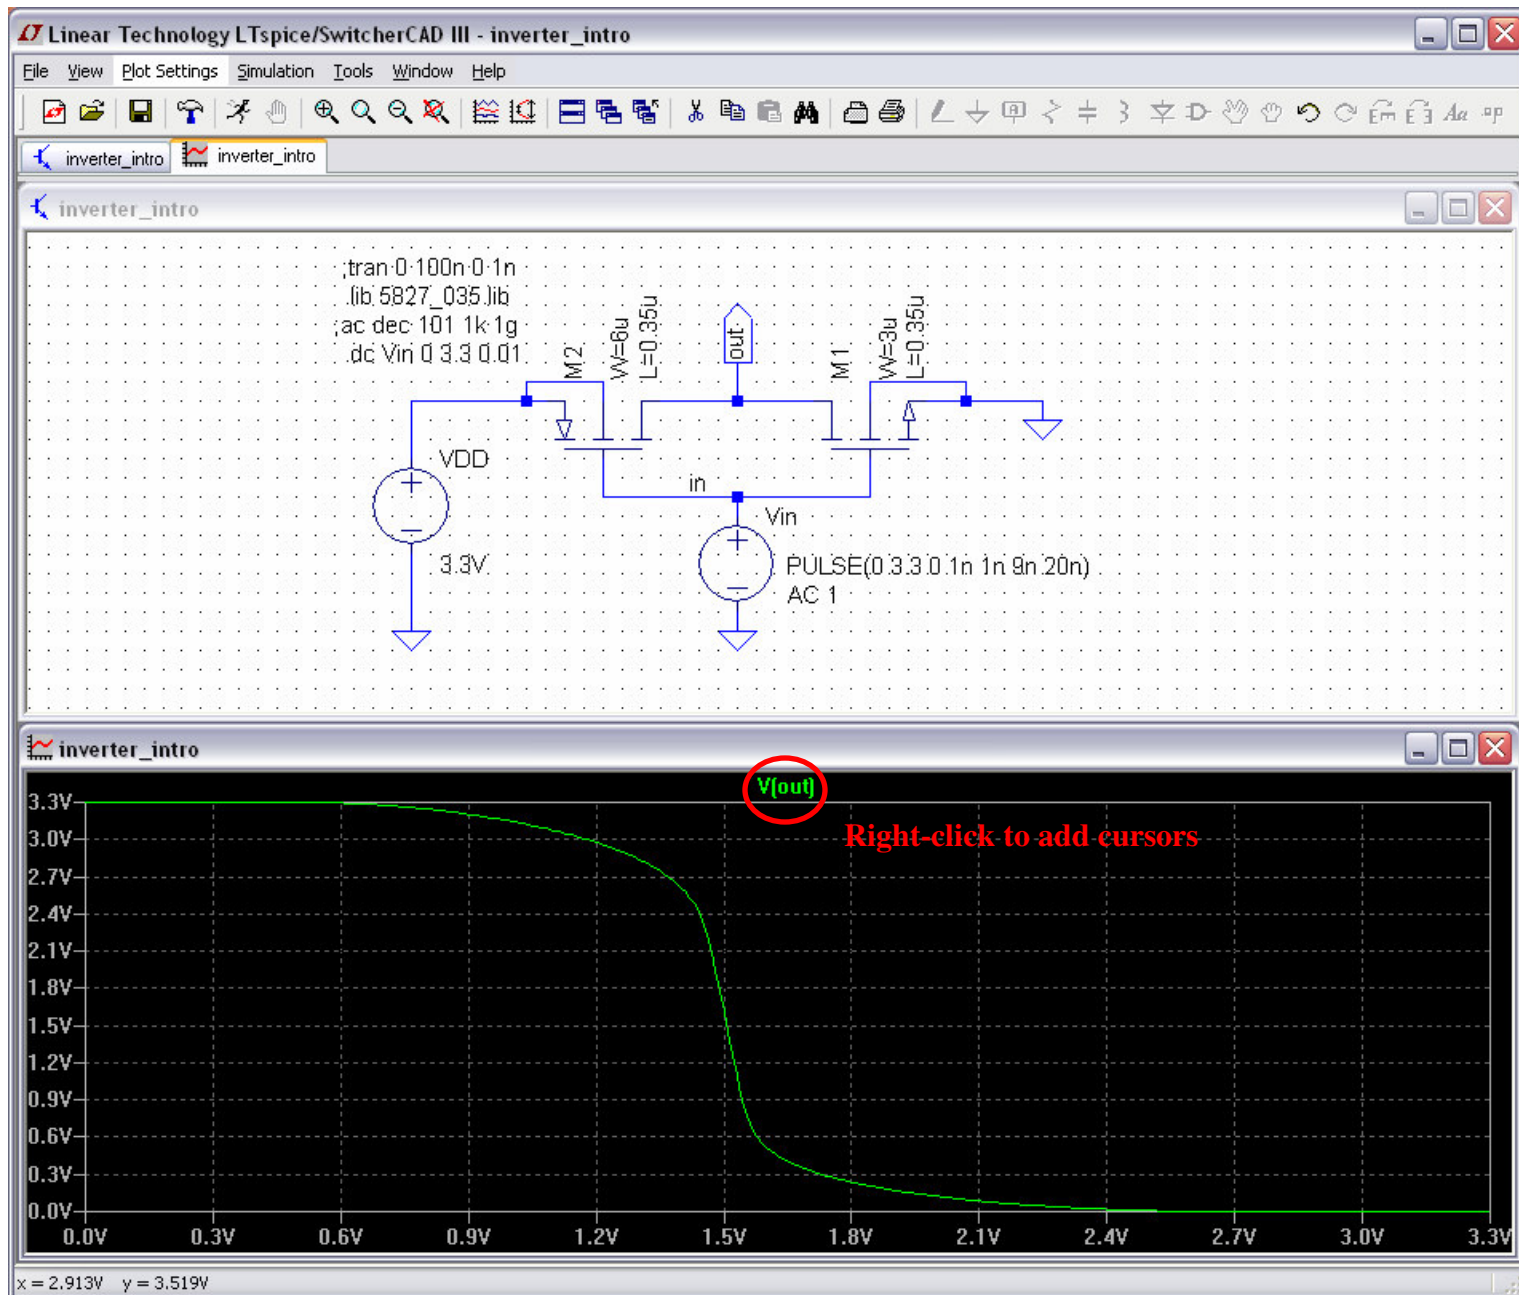 Linear Technology LTspice/SwitcherCAD III - inverter_intro
File View Plot Settings Simulation Tools Window Help
inverter_intro inverter_intro
inverter_intro
;tran 0 100n 0 1n
.lib 5827_035.lib
;ac dec 101 1k 1g
.dc Vin 0 3.3 0.01
M2
W=6u
L=0.35u
out
M1
W=3u
L=0.35u
VDD
3.3V
in
Vin
PULSE(0 3.3 0 1n 1n 9n 20n)
AC 1
inverter_intro
V(out)
Right-click to add cursors
3.3V
3.0V
2.7V
2.4V
2.1V
1.8V
1.5V
1.2V
0.9V
0.6V
0.3V
0.0V
0.0V 0.3V 0.6V 0.9V 1.2V 1.5V 1.8V 2.1V 2.4V 2.7V 3.0V 3.3V
x = 2.913V y = 3.519V